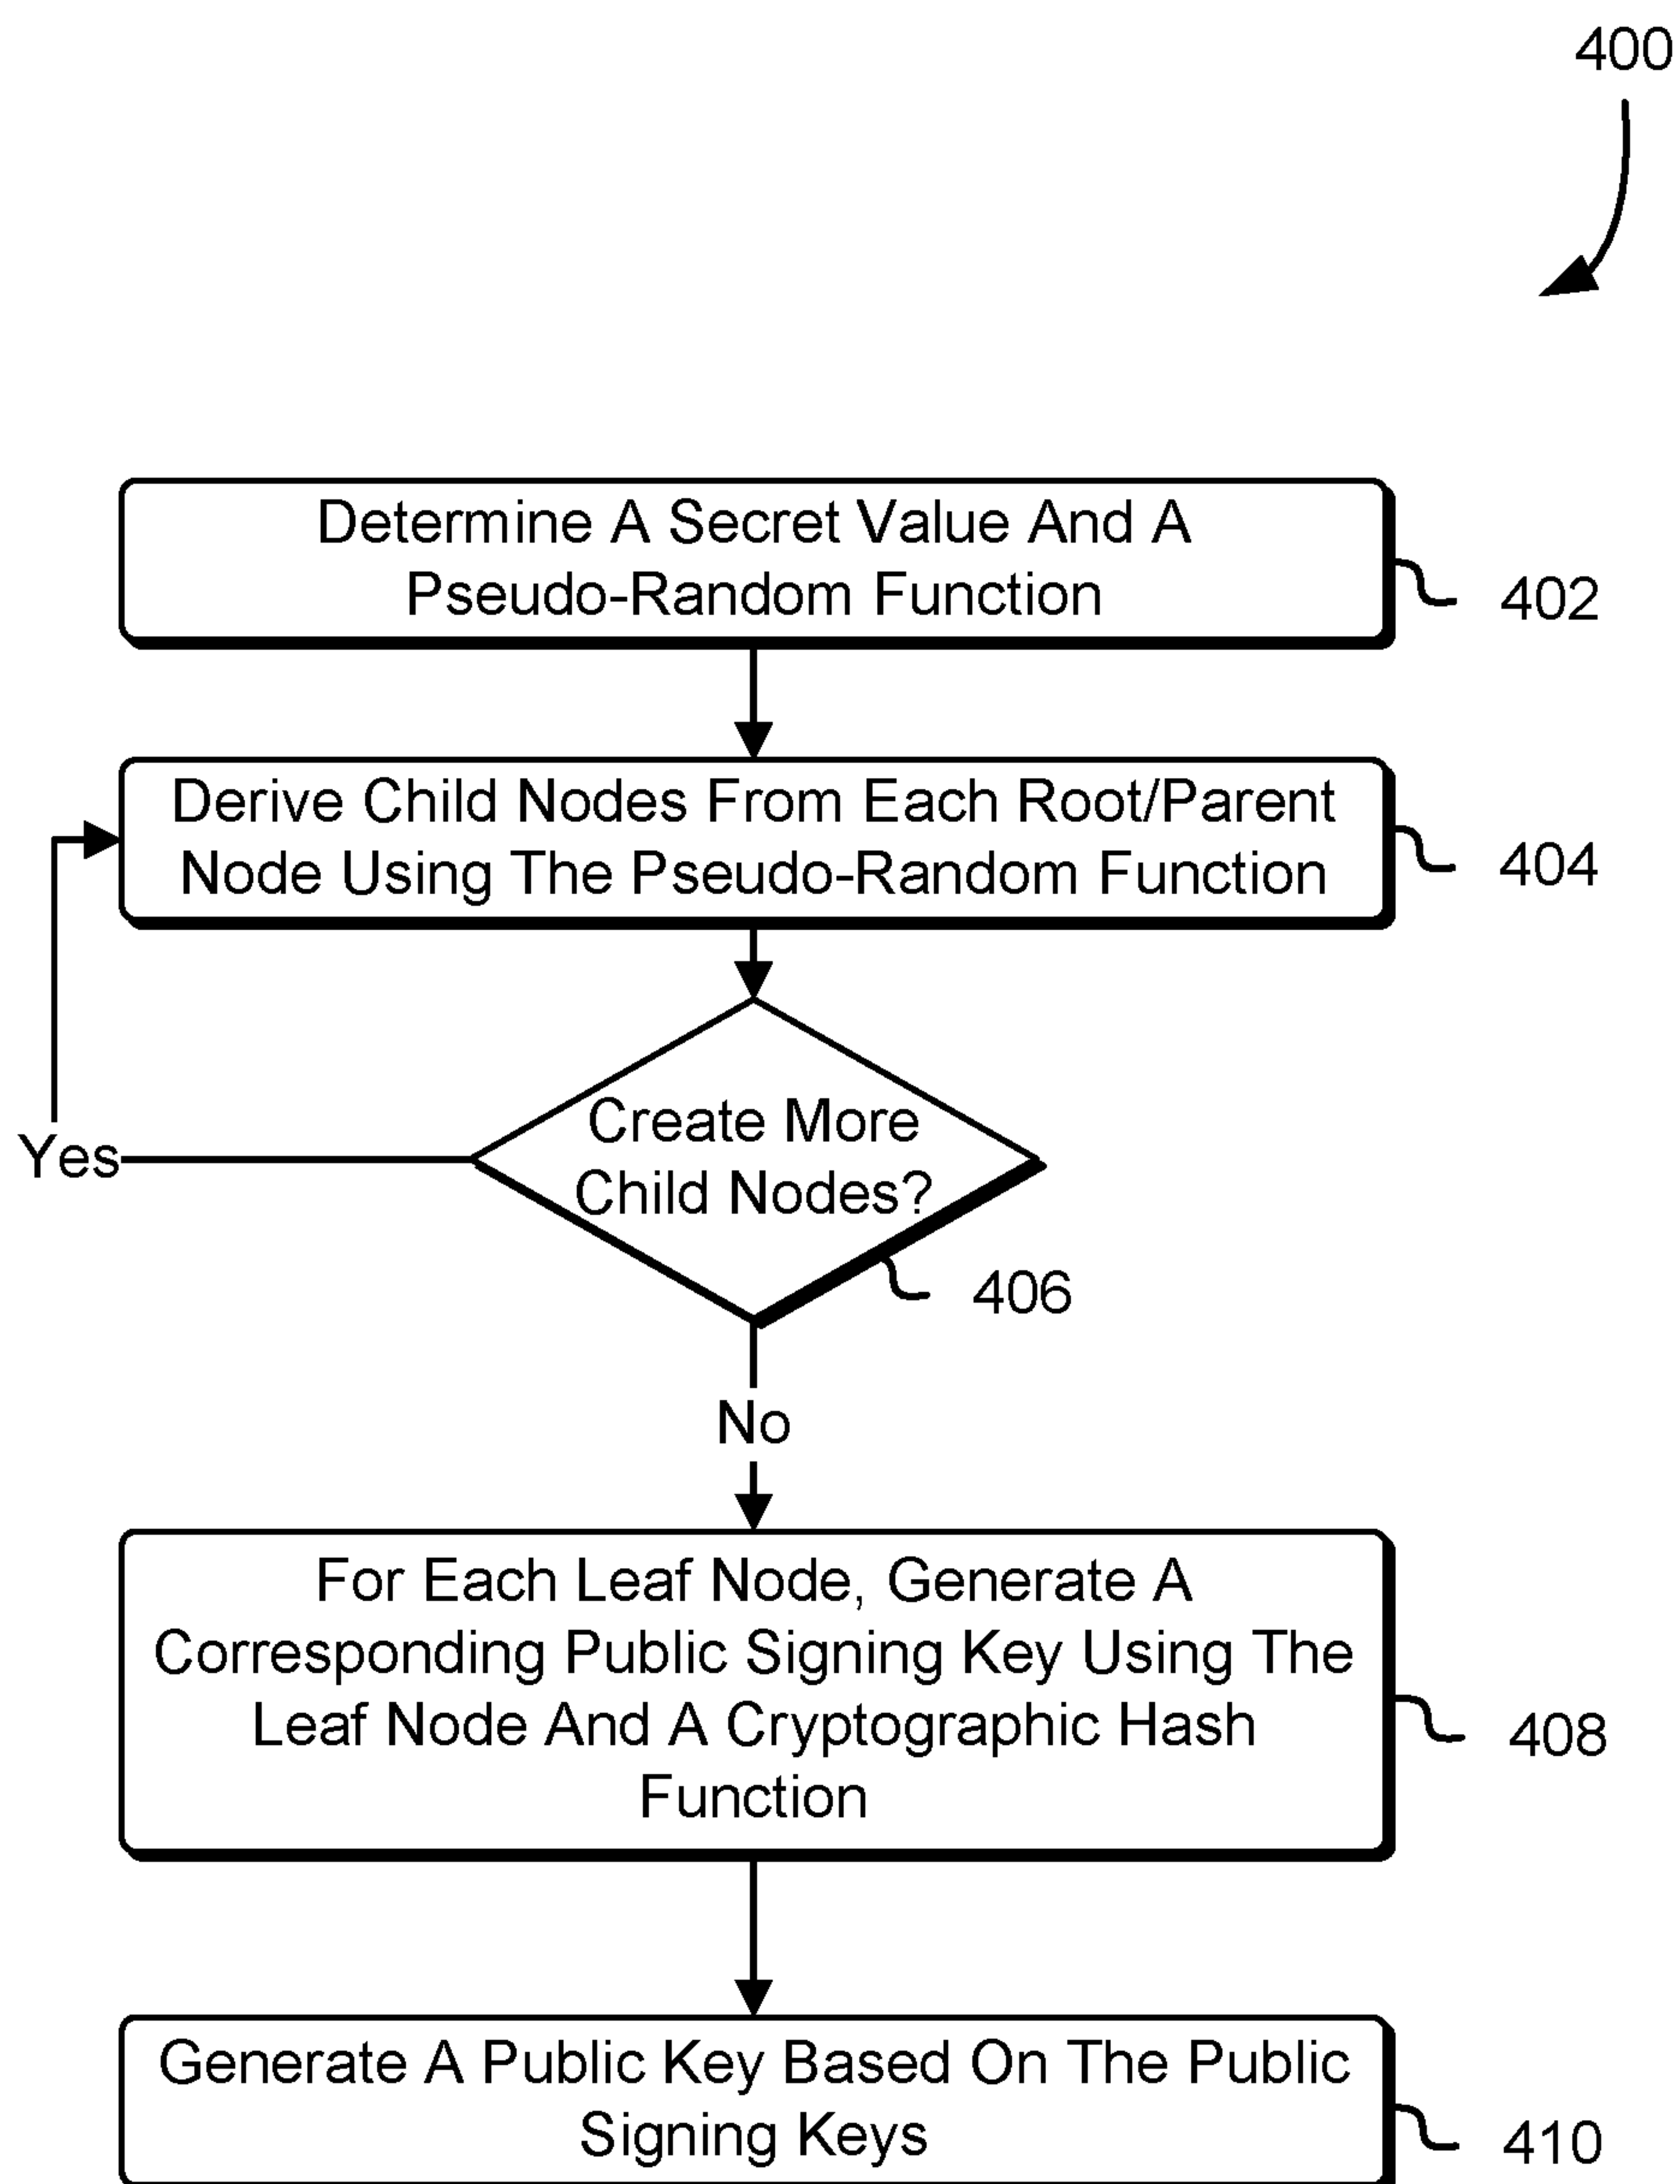 400
Determine A Secret Value And A
Pseudo-Random Function
402
Derive Child Nodes From Each Root/Parent
Node Using The Pseudo-Random Function
404
Create More
Child Nodes?
Yes
406
No
For Each Leaf Node, Generate A
Corresponding Public Signing Key Using The
Leaf Node And A Cryptographic Hash
Function
408
Generate A Public Key Based On The Public
Signing Keys
410